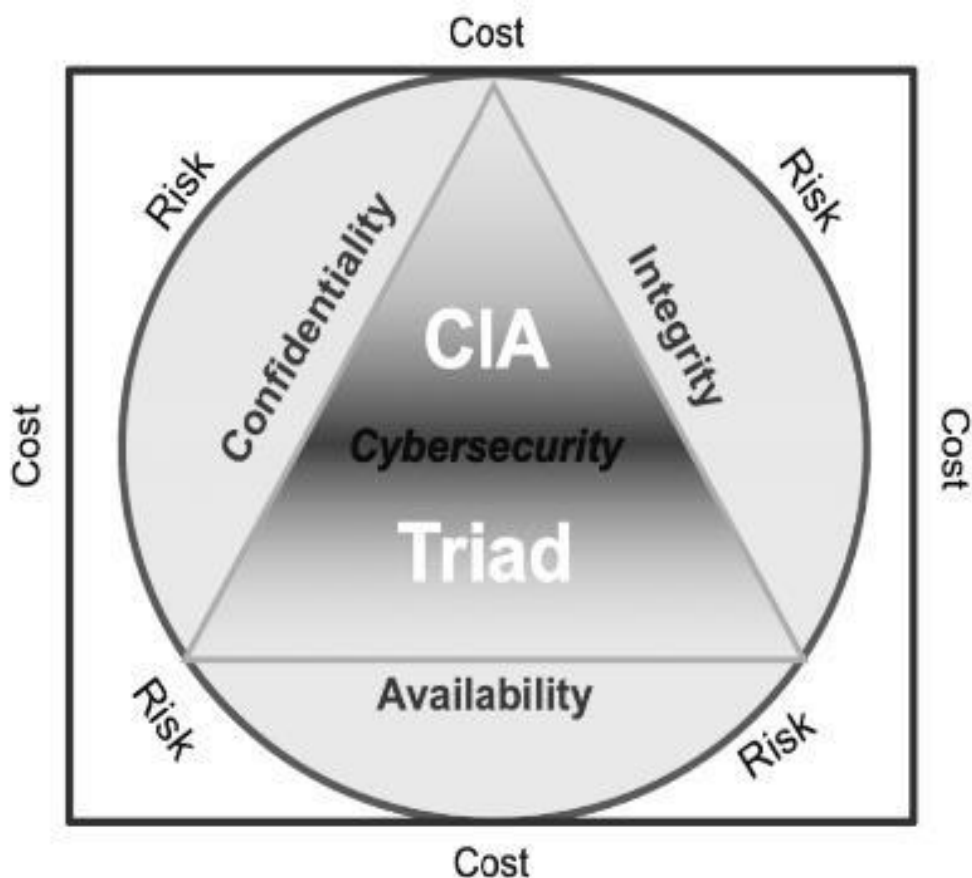 Cost
Risk
Risk
Confidentiality
Integrity
CIA
Cybersecurity
Triad
Cost
Cost
Availability
Risk
Risk
Cost